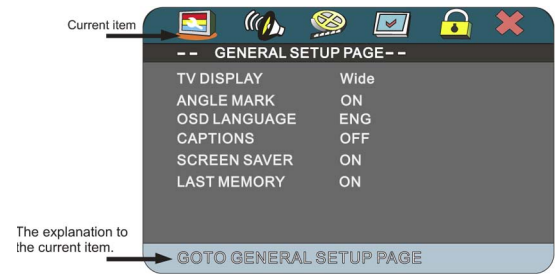 Current item
-- GENERAL SETUP PAGE--
TV DISPLAY Wide
ANGLE MARK ON
OSD LANGUAGE ENG
CAPTIONS OFF
SCREEN SAVER ON
LAST MEMORY ON
The explanation to
the current item.
GOTO GENERAL SETUP PAGE